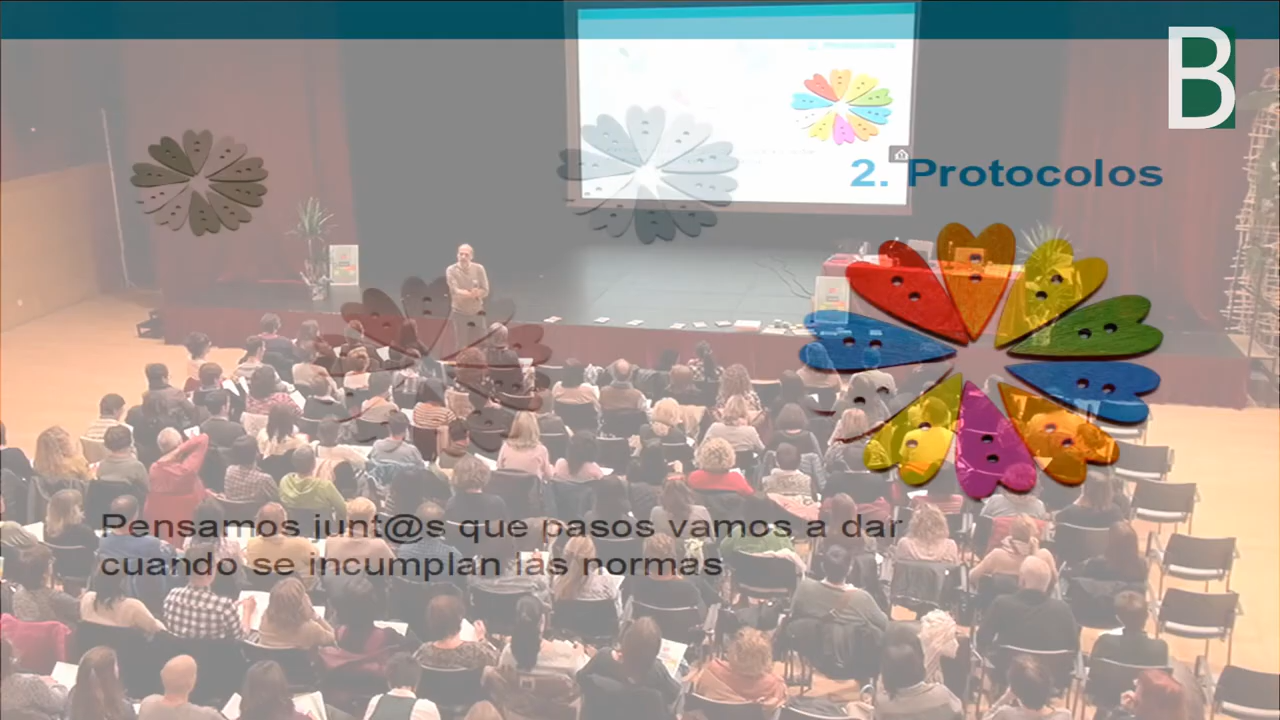 B
2. Protocolos
Pensamos junt@s que pasos vamos a dar
cuando se incumplan las normas